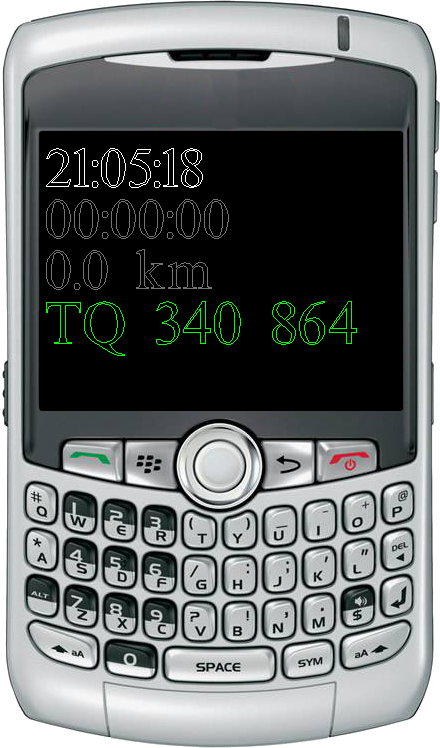 21:05:18
00:00:00
0.0 km
TQ 340 864
# Q 1 W 2 E 3 R ( T ) Y _ U - I + O @ P
* A 4 S 5 D 6 F / G : H ; J ' K " L DEL
ALT 7 Z 8 X 9 C ? V ! B , N . M $
aA 0 SPACE SYM aA